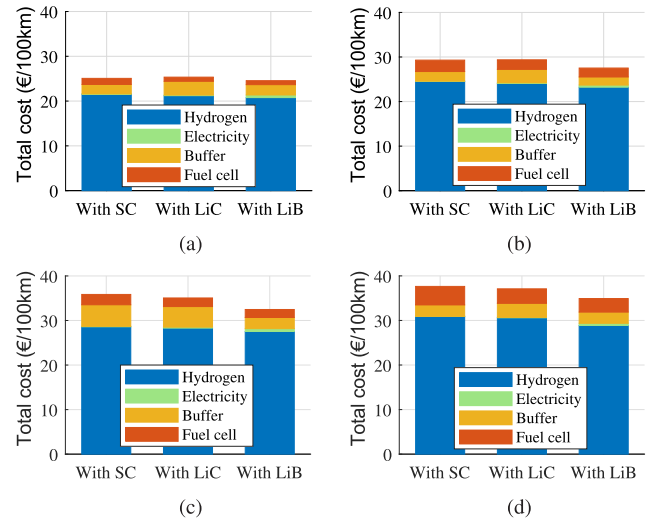 Total cost (€/100km)
40
30
20
10
0
Hydrogen
Electricity
Buffer
Fuel cell
With SC With LiC With LiB
(a)
Total cost (€/100km)
40
30
20
10
0
Hydrogen
Electricity
Buffer
Fuel cell
With SC With LiC With LiB
(b)
Total cost (€/100km)
40
30
20
10
0
Hydrogen
Electricity
Buffer
Fuel cell
With SC With LiC With LiB
(c)
Total cost (€/100km)
40
30
20
10
0
Hydrogen
Electricity
Buffer
Fuel cell
With SC With LiC With LiB
(d)